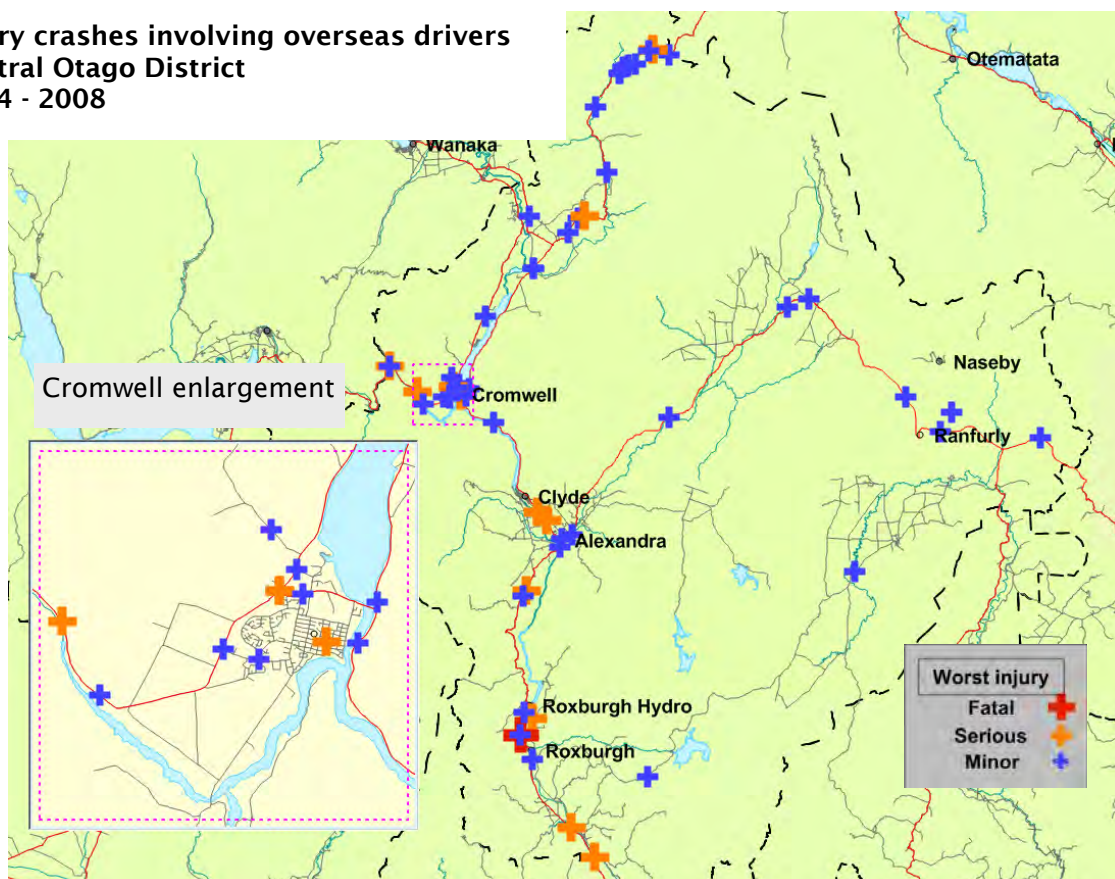 ry crashes involving overseas drivers
tral Otago District
4 - 2008
Otematata
Wanaka
Naseby
Cromwell enlargement
Cromwell
Ranfurly
Clyde
Alexandra
Roxburgh Hydro
Roxburgh
Worst injury
Fatal
Serious
Minor